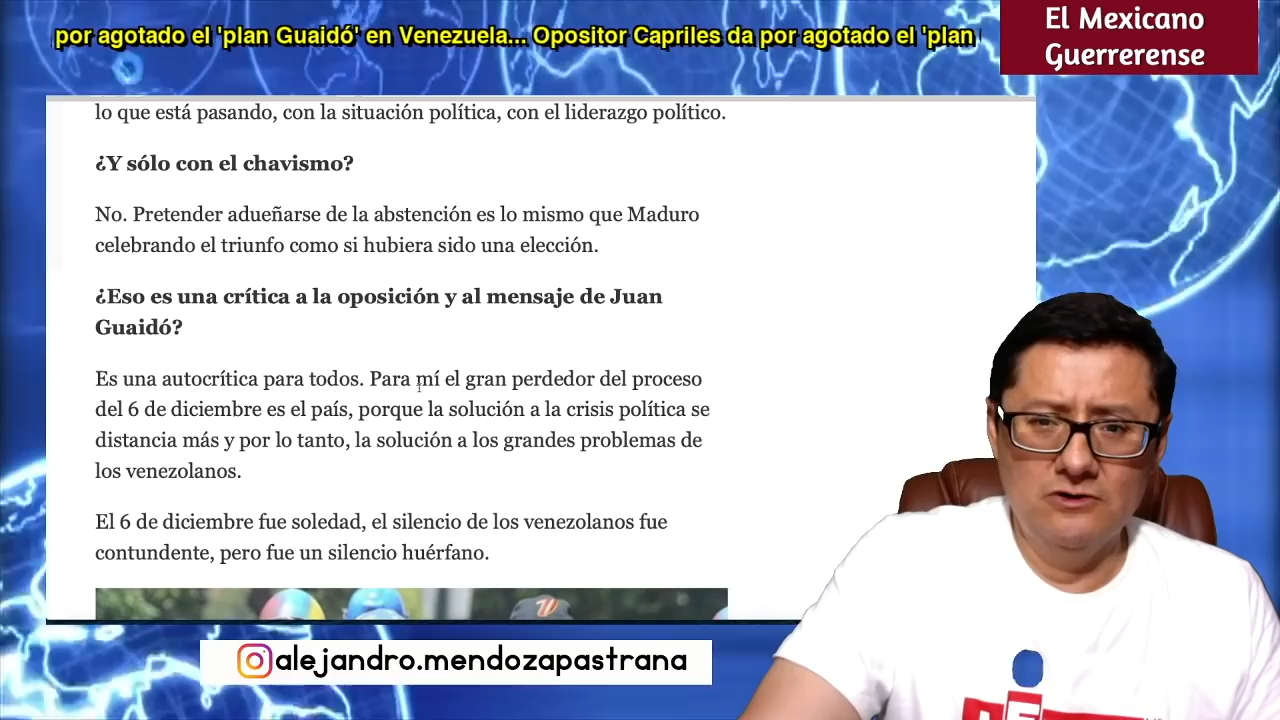 por agotado el 'plan Guaidó' en Venezuela... Opositor Capriles da por agotado el 'plan
El Mexicano
Guerrerense
lo que está pasando, con la situación política, con el liderazgo político.
¿Y sólo con el chavismo?
No. Pretender adueñarse de la abstención es lo mismo que Maduro
celebrando el triunfo como si hubiera sido una elección.
¿Eso es una crítica a la oposición y al mensaje de Juan
Guaidó?
Es una autocrítica para todos. Para mí el gran perdedor del proceso
del 6 de diciembre es el país, porque la solución a la crisis política se
distancia más y por lo tanto, la solución a los grandes problemas de
los venezolanos.
El 6 de diciembre fue soledad, el silencio de los venezolanos fue
contundente, pero fue un silencio huérfano.
alejandro.mendozapastrana